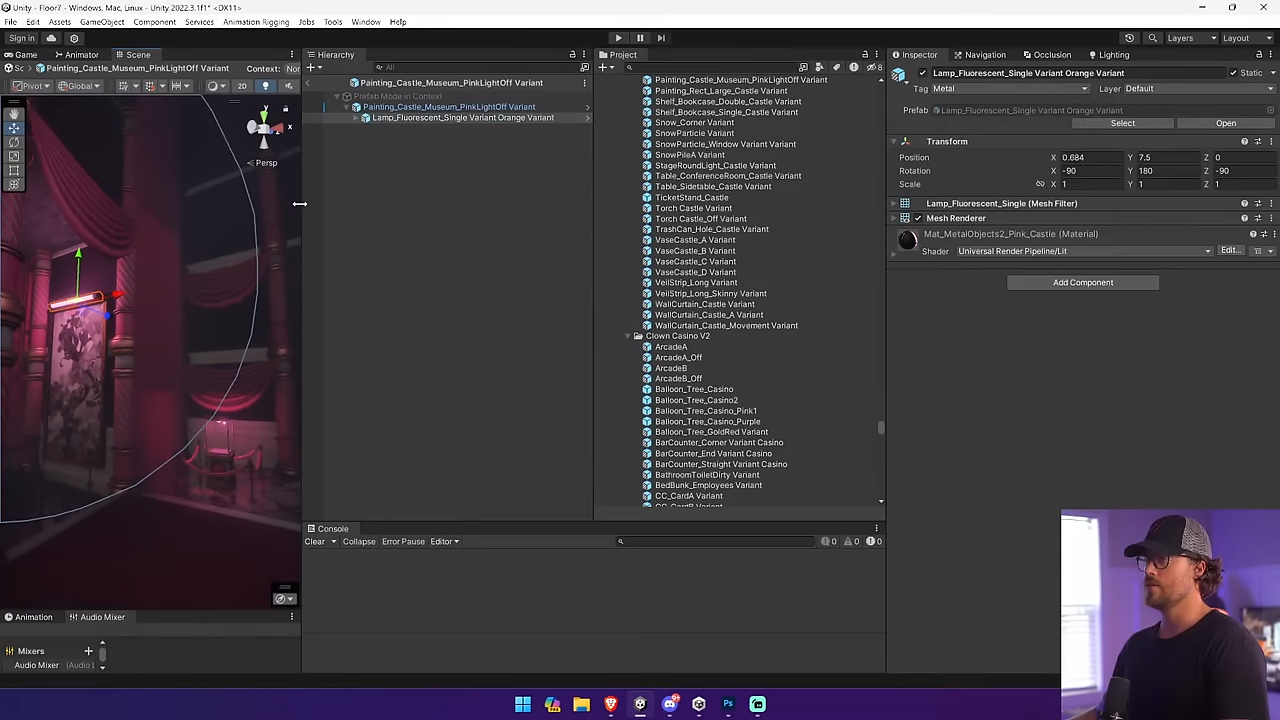 Unity - Floor7 - Windows, Mac, Linux - Unity 2022.3.1f1* <DX11>
File Edit Assets GameObject Component Services Animation Rigging Jobs Tools Window Help
Sign in
Layers
Layout
Game Animator Scene
Painting_Castle_Museum_PinkLightOff Variant
Context:
Pivot Global 2D
Persp
Animation Audio Mixer
Mixers
Audio Mixer
Hierarchy
All
Painting_Castle_Museum_PinkLightOff Variant
Prefab Mode in Context
Painting_Castle_Museum_PinkLightOff Variant
Lamp_Fluorescent_Single Variant Orange Variant
Project
8
Painting_Castle_Museum_PinkLightOff Variant
Painting_Rect_Large_Castle Variant
Shelf_Bookcase_Double_Castle Variant
Shelf_Bookcase_Single_Castle Variant
Snow_Corner Variant
SnowParticle Variant
SnowParticle_Window Variant Variant
SnowPileA Variant
StageRoundLight_Castle Variant
Table_ConferenceRoom_Castle Variant
Table_Sidetable_Castle Variant
TicketStand_Castle
Torch Castle Variant
Torch Castle_Off Variant
TrashCan_Hole_Castle Variant
VaseCastle_A Variant
VaseCastle_B Variant
VaseCastle_C Variant
VaseCastle_D Variant
VeilStrip_Long Variant
VeilStrip_Long_Skinny Variant
WallCurtain_Castle Variant
WallCurtain_Castle_A Variant
WallCurtain_Castle_Movement Variant
Clown Casino V2
ArcadeA
ArcadeA_Off
ArcadeB
ArcadeB_Off
Balloon_Tree_Casino
Balloon_Tree_Casino2
Balloon_Tree_Casino_Pink1
Balloon_Tree_Casino_Purple
Balloon_Tree_GoldRed Variant
BarCounter_Corner Variant Casino
BarCounter_End Variant Casino
BarCounter_Straight Variant Casino
BathroomToiletDirty Variant
BedBunk_Employees Variant
CC_CardA Variant
Console
Clear Collapse Error Pause Editor
0 0 0
Inspector Navigation Occlusion Lighting
Lamp_Fluorescent_Single Variant Orange Variant
Static
Tag Metal Layer Default
Prefab Lamp_Fluorescent_Single Variant Orange Variant
Select Open
Transform
Position X 0.684 Y 7.5 Z 0
Rotation X -90 Y 180 Z -90
Scale X 1 Y 1 Z 1
Lamp_Fluorescent_Single (Mesh Filter)
Mesh Renderer
Mat_MetalObjects2_Pink_Castle (Material)
Shader Universal Render Pipeline/Lit Edit...
Add Component